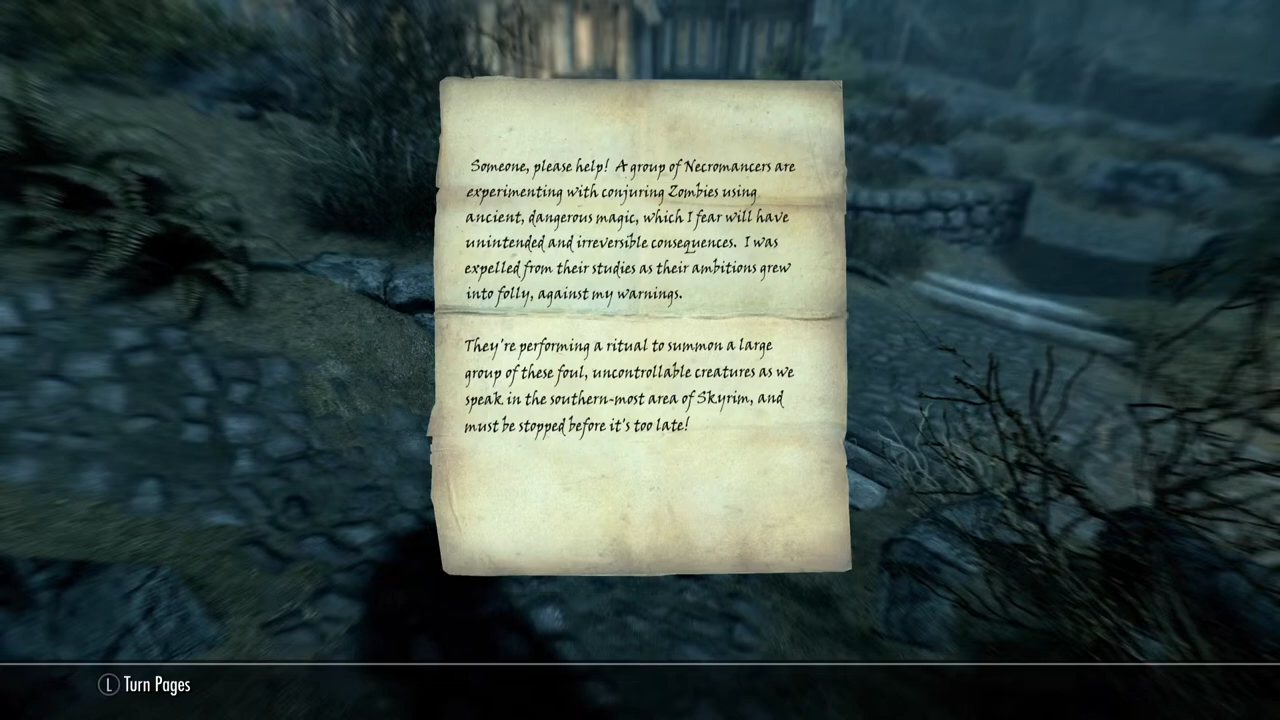 Someone, please help! A group of Necromancers are
experimenting with conjuring Zombies using
ancient, dangerous magic, which I fear will have
unintended and irreversible consequences. I was
expelled from their studies as their ambitions grew
into folly, against my warnings.
They're performing a ritual to summon a large
group of these foul, uncontrollable creatures as we
speak in the southern-most area of Skyrim, and
must be stopped before it's too late!
L Turn Pages